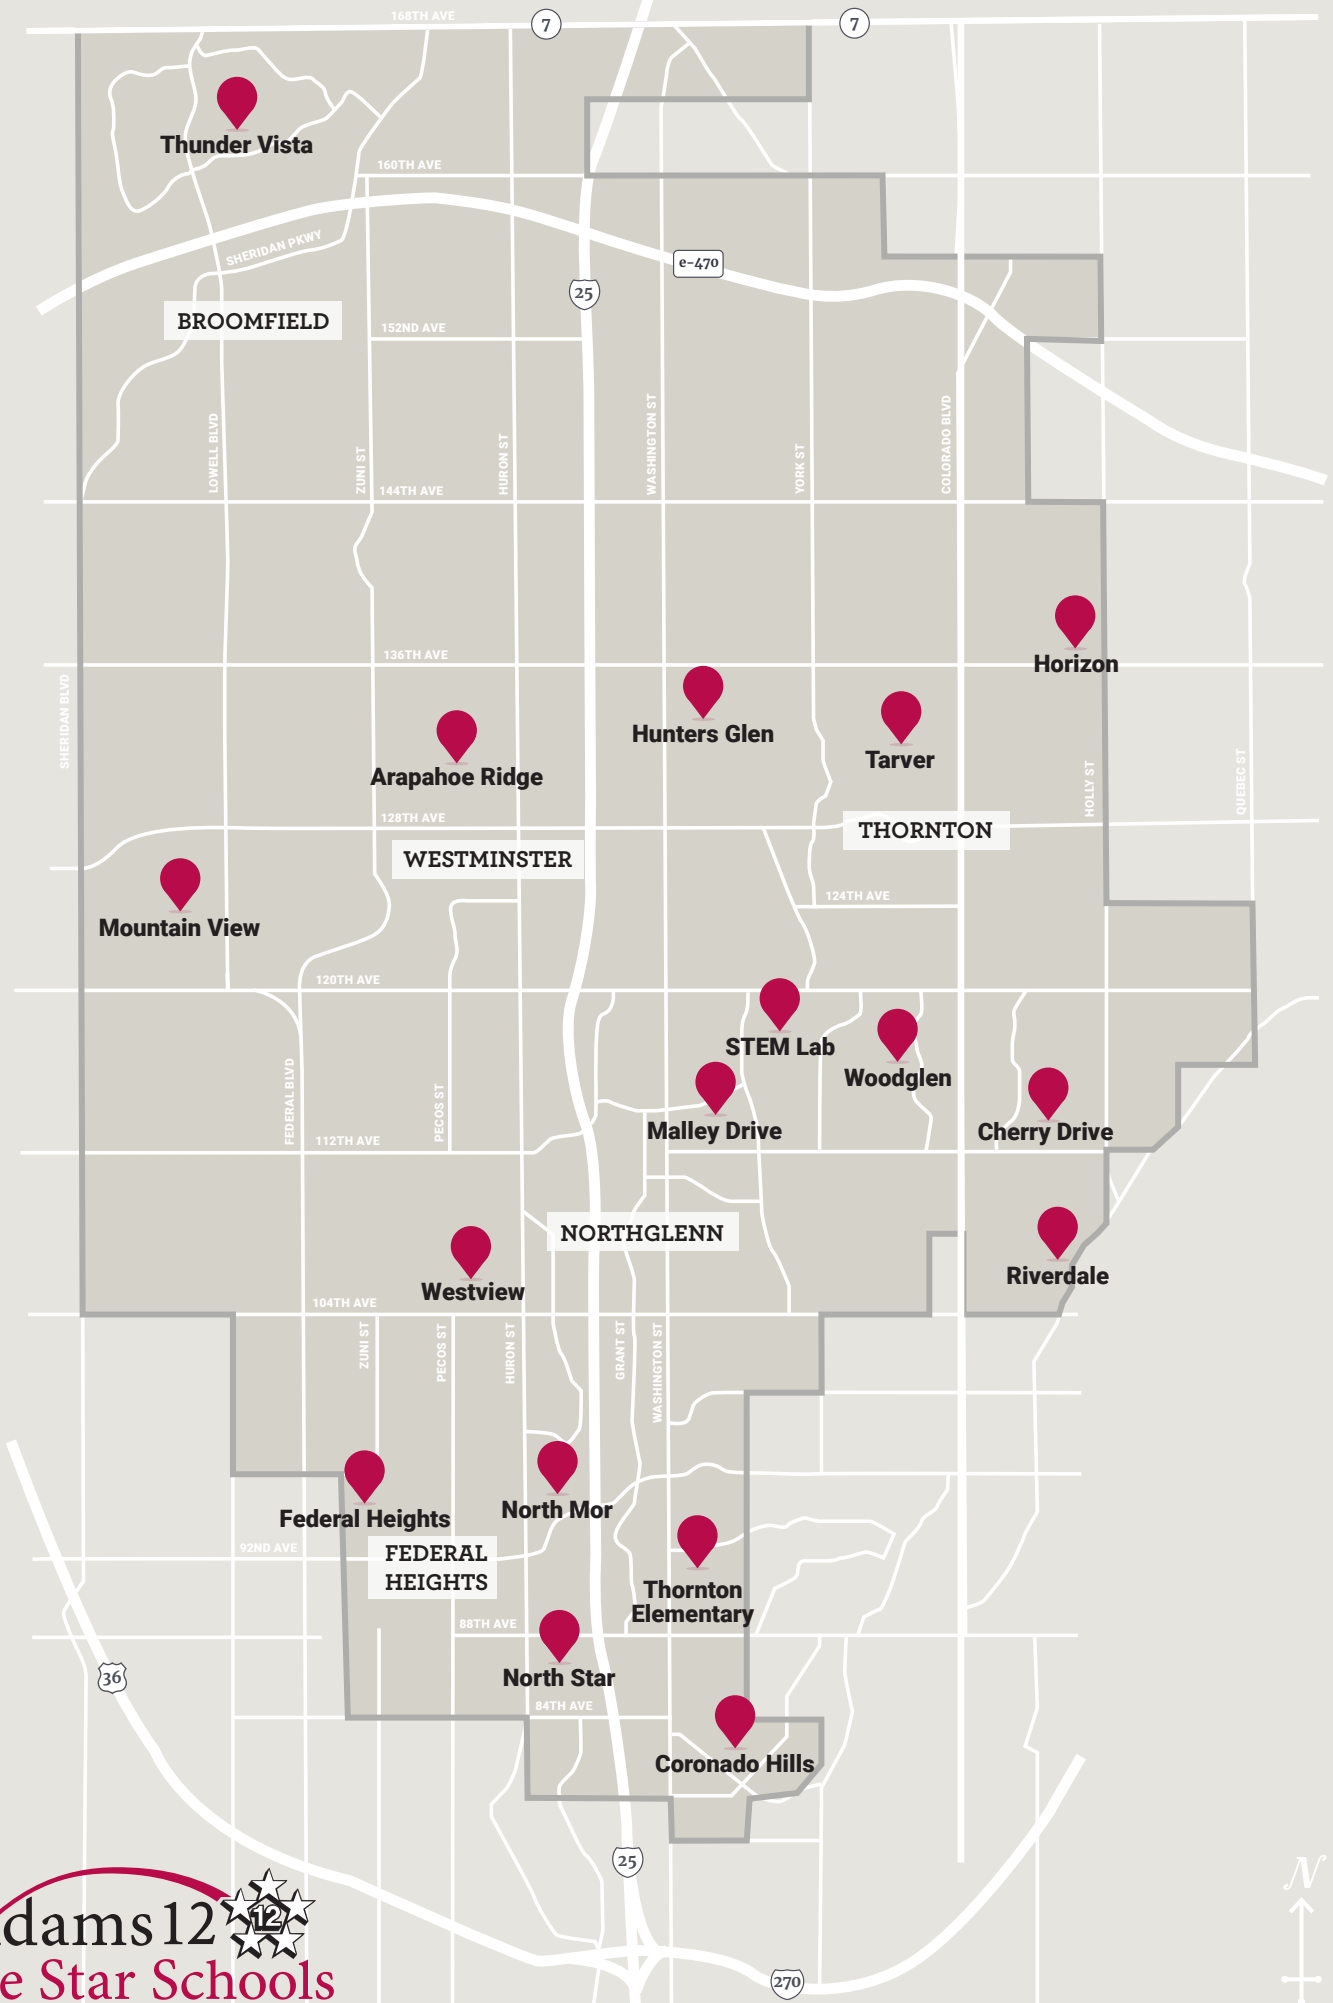 168TH AVE
7
7
Thunder Vista
160TH AVE
SHERIDAN PKWY
e-470
25
BROOMFIELD
152ND AVE
LOWELL BLVD
ZUNI ST
HURON ST
WASHINGTON ST
YORK ST
COLORADO BLVD
144TH AVE
Horizon
136TH AVE
SHERIDAN BLVD
Hunters Glen
Tarver
Arapahoe Ridge
HOLLY ST
QUEBEC ST
128TH AVE
THORNTON
WESTMINSTER
124TH AVE
Mountain View
120TH AVE
STEM Lab
Woodglen
FEDERAL BLVD
PECOS ST
Malley Drive
Cherry Drive
112TH AVE
NORTHGLENN
Riverdale
Westview
104TH AVE
ZUNI ST
PECOS ST
HURON ST
GRANT ST
WASHINGTON ST
North Mor
Federal Heights
92ND AVE
FEDERAL
HEIGHTS
Thornton
Elementary
88TH AVE
North Star
36
84TH AVE
Coronado Hills
25
N
dams 12
12
e Star Schools
270